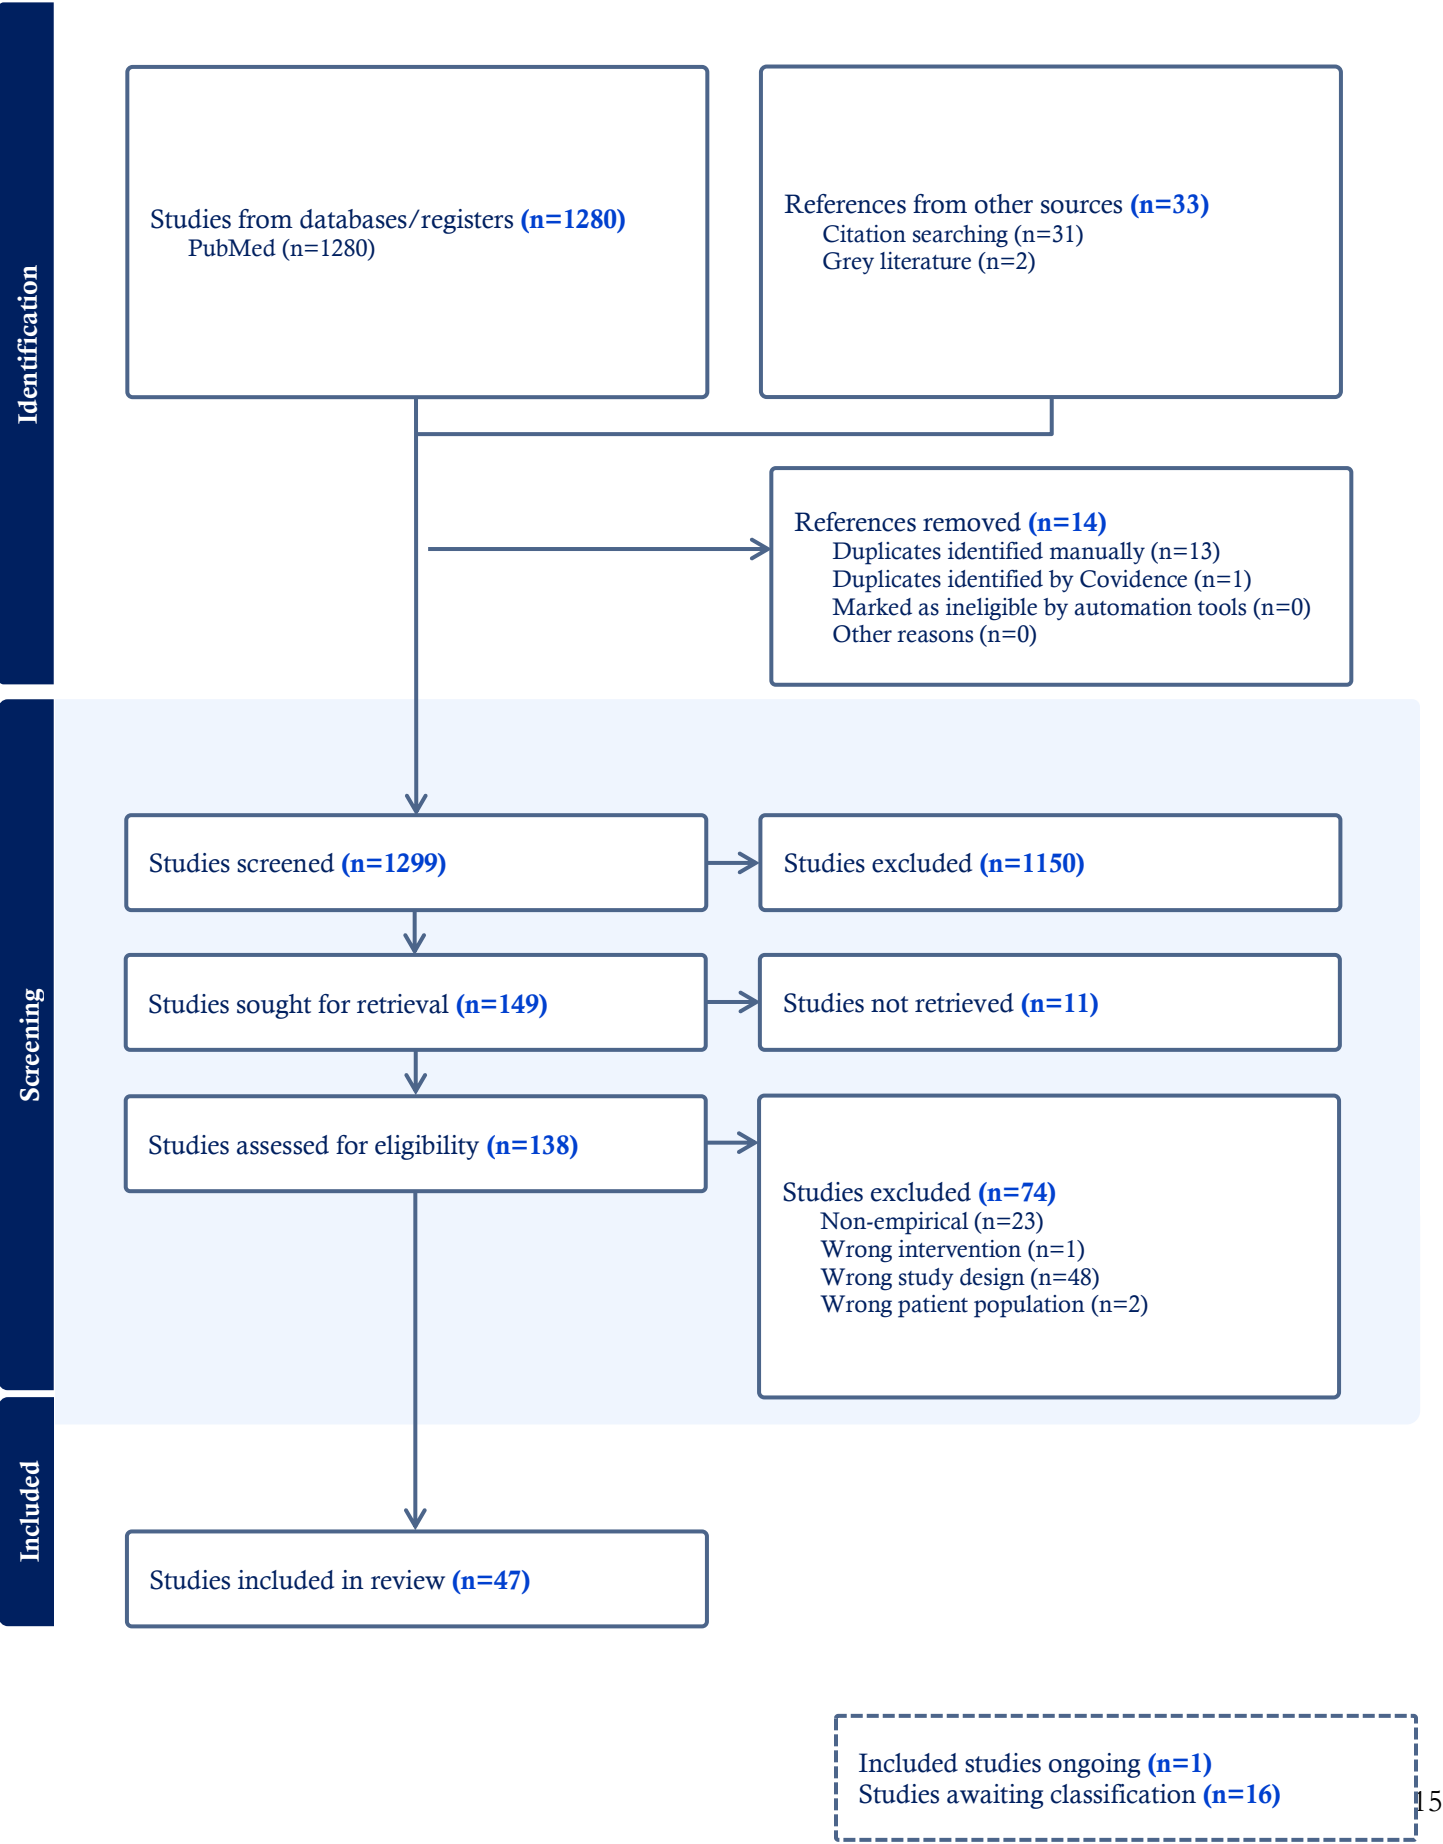 Identification
Studies from databases/registers (n=1280)
PubMed (n=1280)
References from other sources (n=33)
Citation searching (n=31)
Grey literature (n=2)
References removed (n=14)
Duplicates identified manually (n=13)
Duplicates identified by Covidence (n=1)
Marked as ineligible by automation tools (n=0)
Other reasons (n=0)
Screening
Studies screened (n=1299)
Studies excluded (n=1150)
Studies sought for retrieval (n=149)
Studies not retrieved (n=11)
Studies assessed for eligibility (n=138)
Studies excluded (n=74)
Non-empirical (n=23)
Wrong intervention (n=1)
Wrong study design (n=48)
Wrong patient population (n=2)
Included
Studies included in review (n=47)
Included studies ongoing (n=1)
Studies awaiting classification (n=16)
15